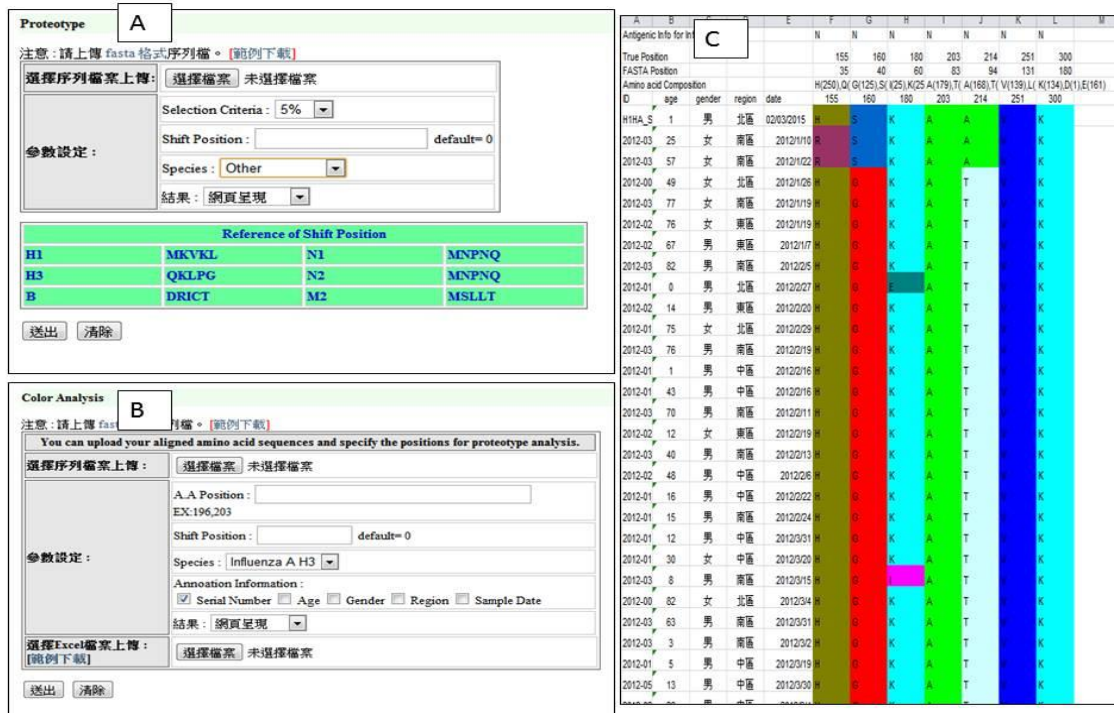 Proteotype
A
注意 : 請上傳 fasta 格式序列檔。 [範例下載]
選擇序列檔案上傳: 選擇檔案 未選擇檔案
參數設定 :
Selection Criteria : 5%
Shift Position : default= 0
Species : Other
結果 : 網頁呈現
Reference of Shift Position
H1 MKVKL N1 MNPNQ
H3 QKLPG N2 MNPNQ
B DRICT M2 MSLLT
送出 清除
Color Analysis
B
注意 : 請上傳 fas 列檔。 [範例下載]
You can upload your aligned amino acid sequences and specify the positions for proteotype analysis.
選擇序列檔案上傳 : 選擇檔案 未選擇檔案
參數設定 :
A.A Position :
EX:196,203
Shift Position : default= 0
Species : Influenza A H3
Annoation Information :
Serial Number Age Gender Region Sample Date
結果 : 網頁呈現
選擇Excel檔案上傳 :
[範例下載]
選擇檔案 未選擇檔案
送出 清除
C
A B C D E F G H I J K L M
Antigenic Info for Inf N N N N N N N
True Position 155 160 180 203 214 251 300
FASTA Position 35 40 60 83 94 131 180
Amino acid Composition H(250),Q( G(125),S( I(25),K(25 A(179),T( A(168),T( V(139),L( K(134),D(1),E(161)
ID age gender region date 155 160 180 203 214 251 300
H1HA_S 1 男 北區 02/03/2015 H S K A A K
2012-03 25 女 南區 2012/1/10 R S K A A K
2012-03 57 女 南區 2012/1/22 R S K A A K
2012-00 49 女 北區 2012/1/26 H G K A T K
2012-03 77 女 南區 2012/1/19 H G K A T K
2012-02 76 女 東區 2012/1/19 H G K A T K
2012-02 67 男 東區 2012/1/7 H G K A T K
2012-03 82 男 南區 2012/2/5 H G K A T K
2012-01 0 男 北區 2012/2/27 H G E A T K
2012-02 14 男 東區 2012/2/20 H G K A T K
2012-01 75 女 北區 2012/2/29 H G K A T K
2012-03 76 男 南區 2012/2/19 H G K A T K
2012-01 1 男 中區 2012/2/16 H G K A T K
2012-01 43 男 中區 2012/2/16 H G K A T K
2012-03 70 男 南區 2012/2/11 H G K A T K
2012-02 12 女 東區 2012/2/19 H G K A T K
2012-03 40 男 南區 2012/2/13 H G K A T K
2012-02 48 男 中區 2012/2/6 H G K A T K
2012-01 16 男 中區 2012/2/22 H G K A T K
2012-01 15 男 南區 2012/2/24 H G K A T K
2012-01 12 男 中區 2012/3/31 H G K A T K
2012-01 30 女 中區 2012/3/20 H G K A T K
2012-03 8 男 南區 2012/3/15 H G I A T K
2012-00 82 女 北區 2012/3/4 H G K A T K
2012-03 63 男 南區 2012/3/1 H G K A T K
2012-03 3 男 南區 2012/3/2 H G K A T K
2012-01 5 男 中區 2012/3/19 H G K A T K
2012-05 13 男 中區 2012/3/30 H G K A T K